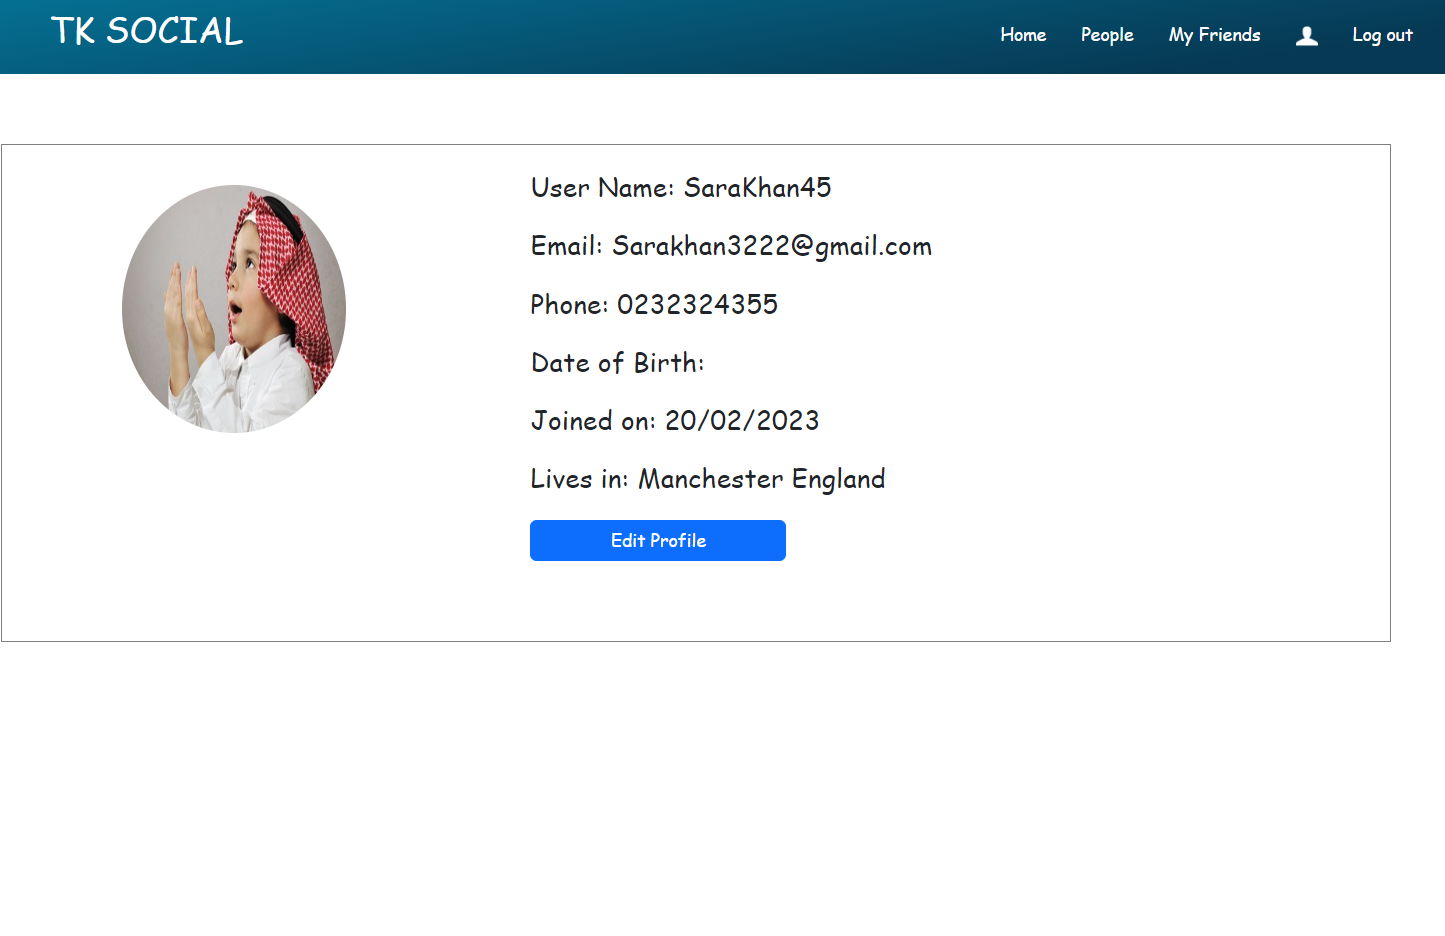 TK SOCIAL
Home People My Friends Log out
User Name: SaraKhan45
Email: Sarakhan3222@gmail.com
Phone: 0232324355
Date of Birth:
Joined on: 20/02/2023
Lives in: Manchester England
Edit Profile